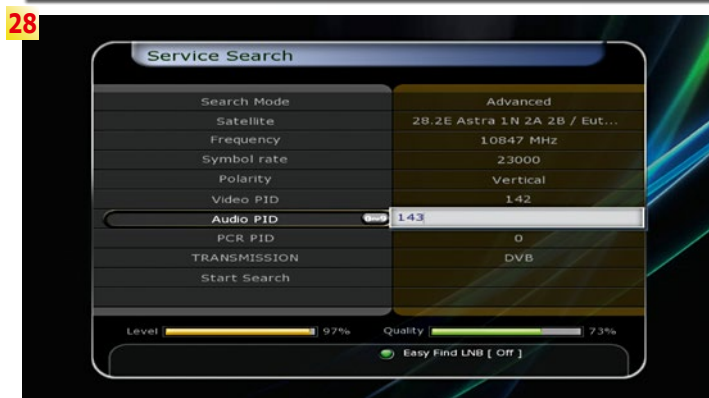 28
Service Search
Search Mode Advanced
Satellite 28.2E Astra 1N 2A 2B / Eut...
Frequency 10847 MHz
Symbol rate 23000
Polarity Vertical
Video PID 142
Audio PID 0~9 143
PCR PID 0
TRANSMISSION DVB
Start Search
Level 97% Quality 73%
Easy Find LNB [ Off ]